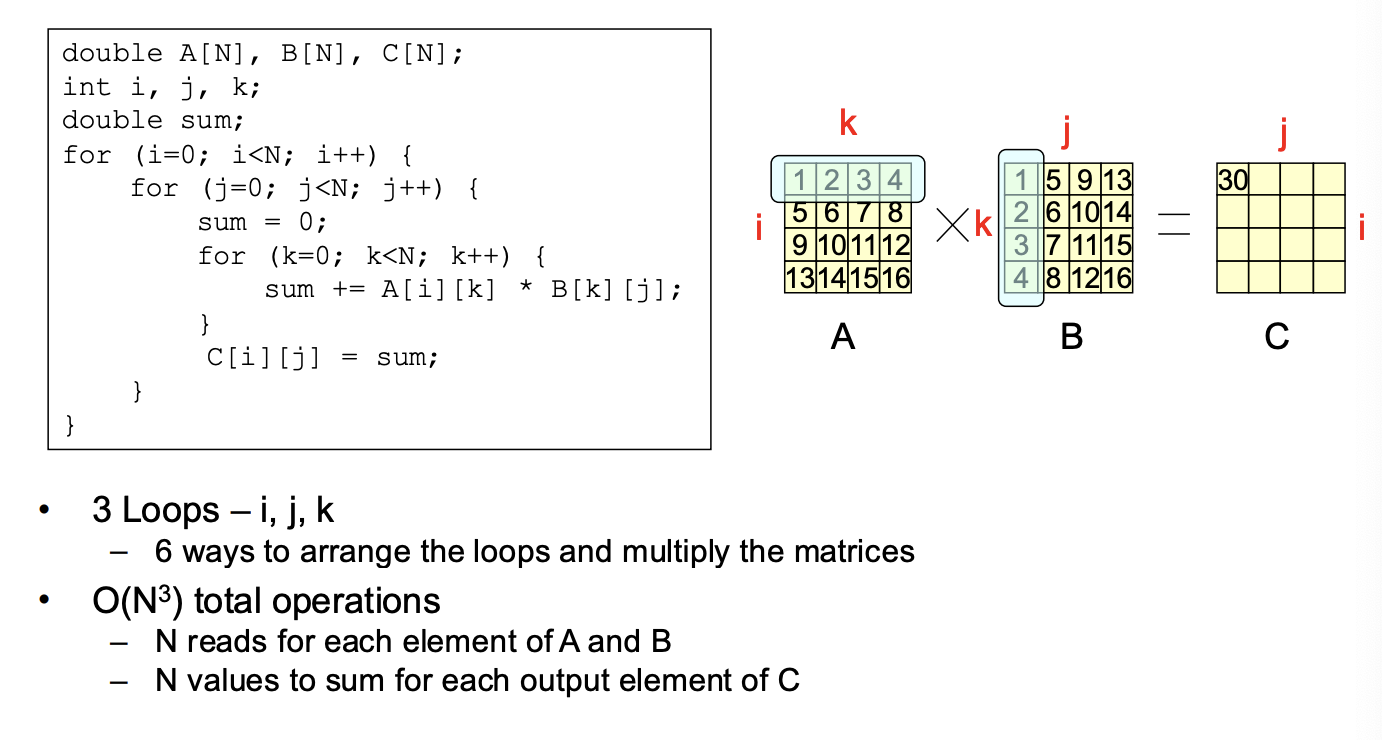 double A[N], B[N], C[N];
int i, j, k;
double sum;
for (i=0; i<N; i++) {
for (j=0; j<N; j++) {
sum = 0;
for (k=0; k<N; k++) {
sum += A[i][k] * B[k][j];
}
C[i][j] = sum;
}
}
k
j
j
1 2 3 4
5 6 7 8
9 10 11 12
13 14 15 16
i
×
k
1 5 9 13
2 6 10 14
3 7 11 15
4 8 12 16
=
30
i
A
B
C
• 3 Loops – i, j, k
– 6 ways to arrange the loops and multiply the matrices
• O(N³) total operations
– N reads for each element of A and B
– N values to sum for each output element of C